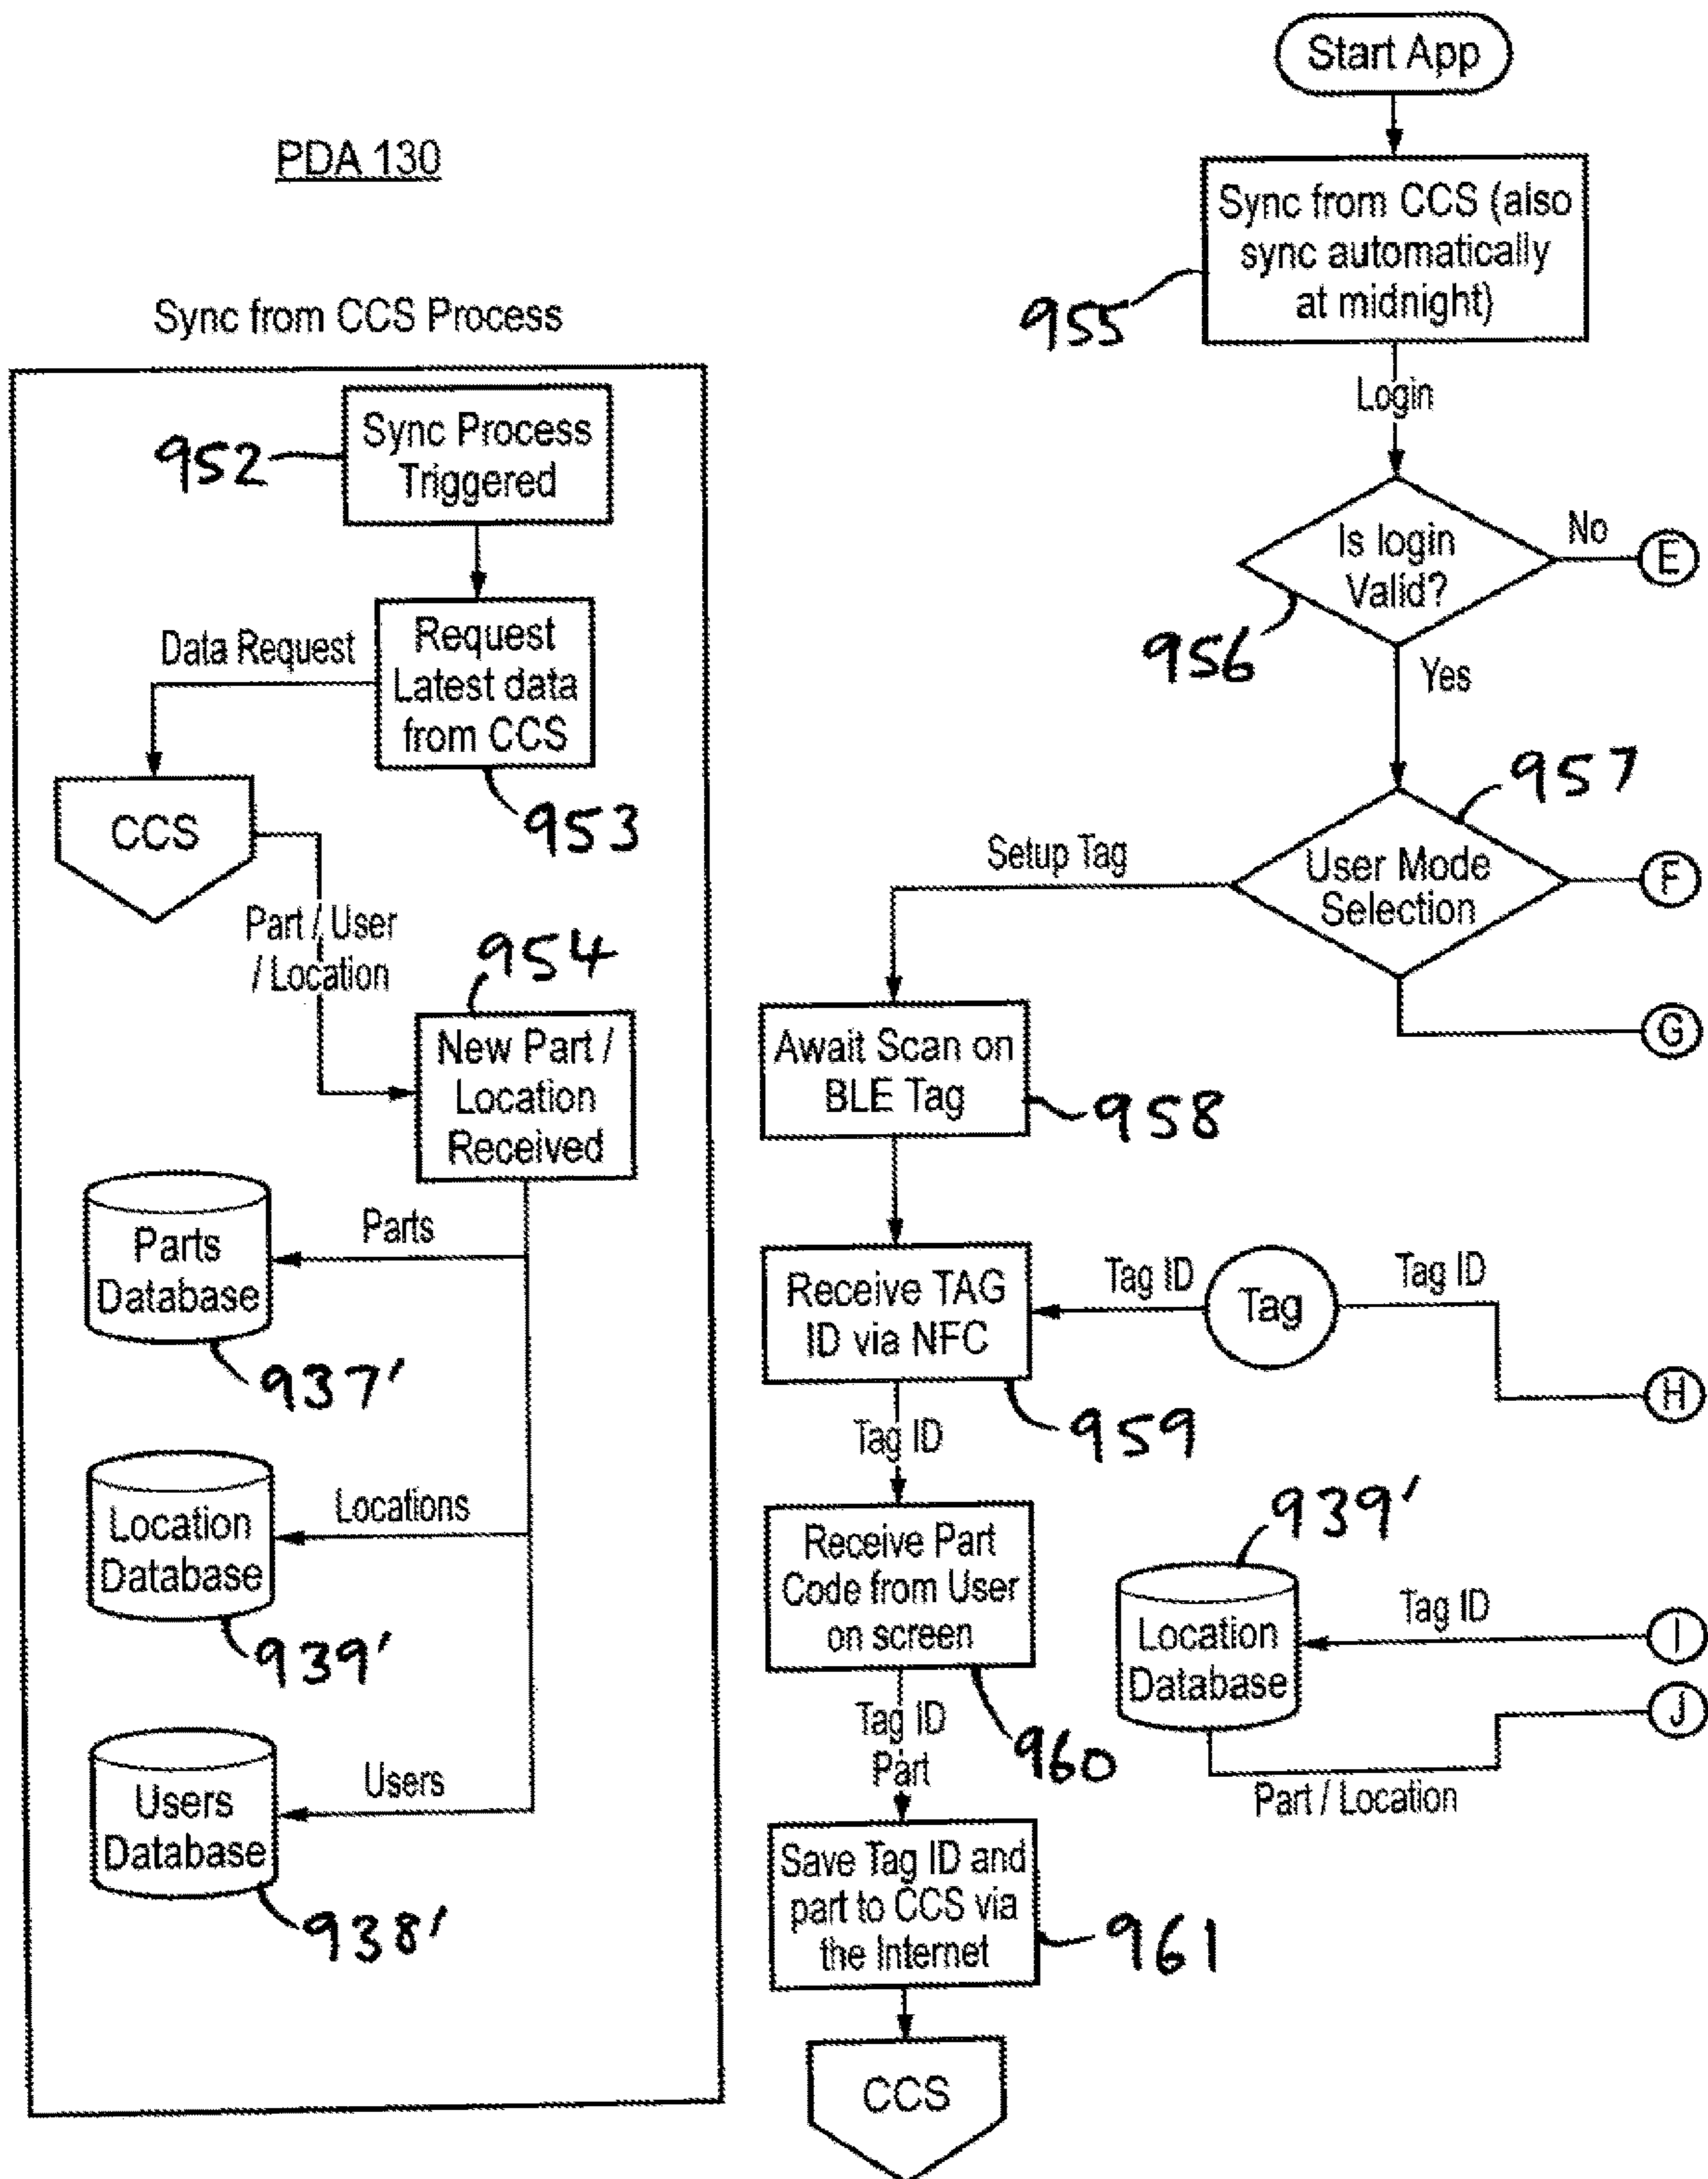 PDA 130
Sync from CCS Process
952
Sync Process
Triggered
Data Request
Request
Latest data
from CCS
953
CCS
Part / User
/ Location
954
New Part /
Location
Received
Parts
Parts
Database
937'
Locations
Location
Database
939'
Users
Users
Database
938'
Start App
Sync from CCS (also
sync automatically
at midnight)
955
Login
Is login
Valid?
No
E
956
Yes
957
User Mode
Selection
Setup Tag
F
G
Await Scan on
BLE Tag
958
Receive TAG
ID via NFC
Tag ID
Tag
Tag ID
H
959
Tag ID
Receive Part
Code from User
on screen
960
939'
Location
Database
Tag ID
I
J
Part / Location
Tag ID
Part
Save Tag ID and
part to CCS via
the Internet
961
CCS